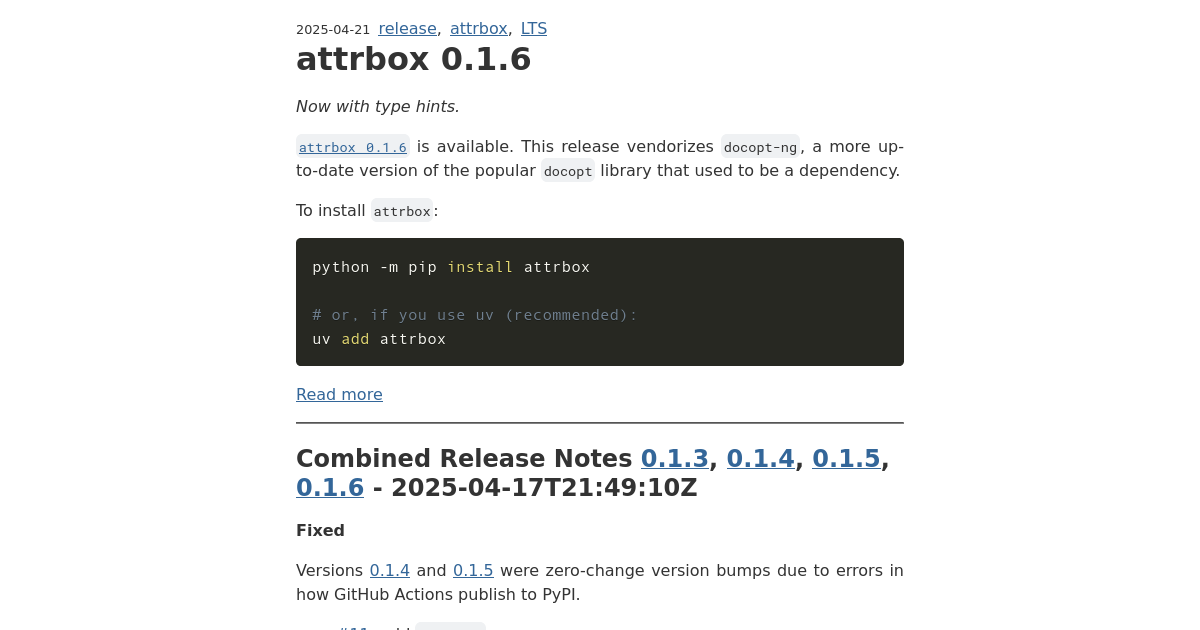 2025-04-21 release, attrbox, LTS
attrbox 0.1.6
Now with type hints.
attrbox 0.1.6 is available. This release vendorizes docopt-ng, a more up-
to-date version of the popular docopt library that used to be a dependency.
To install attrbox:
python -m pip install attrbox
# or, if you use uv (recommended):
uv add attrbox
Read more
Combined Release Notes 0.1.3, 0.1.4, 0.1.5,
0.1.6 - 2025-04-17T21:49:10Z
Fixed
Versions 0.1.4 and 0.1.5 were zero-change version bumps due to errors in
how GitHub Actions publish to PyPI.